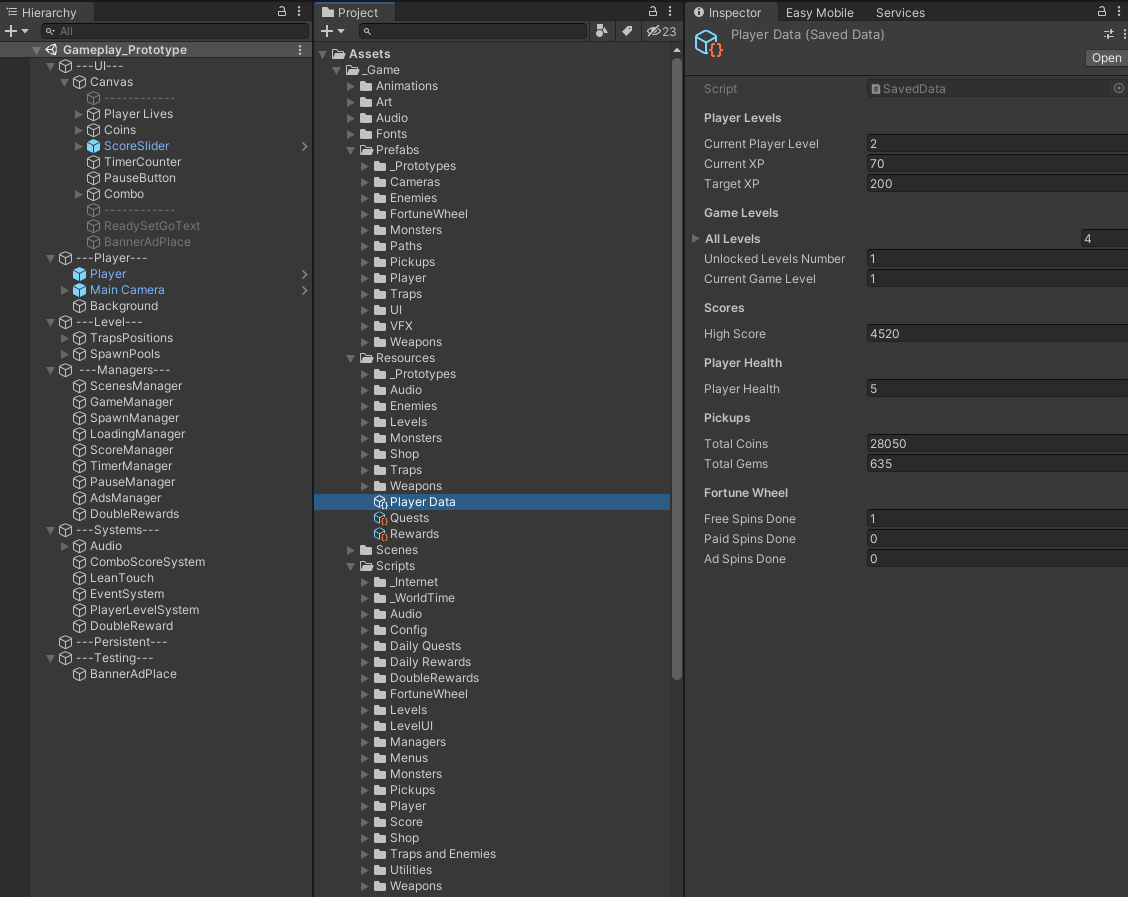 Hierarchy
All
Gameplay_Prototype
---UI---
Canvas
------------
Player Lives
Coins
ScoreSlider
TimerCounter
PauseButton
Combo
------------
ReadySetGoText
BannerAdPlace
---Player---
Player
Main Camera
Background
---Level---
TrapsPositions
SpawnPools
---Managers---
ScenesManager
GameManager
SpawnManager
LoadingManager
ScoreManager
TimerManager
PauseManager
AdsManager
DoubleRewards
---Systems---
Audio
ComboScoreSystem
LeanTouch
EventSystem
PlayerLevelSystem
DoubleReward
---Persistent---
---Testing---
BannerAdPlace
Project
23
Assets
_Game
Animations
Art
Audio
Fonts
Prefabs
_Prototypes
Cameras
Enemies
FortuneWheel
Monsters
Paths
Pickups
Player
Traps
UI
VFX
Weapons
Resources
_Prototypes
Audio
Enemies
Levels
Monsters
Shop
Traps
Weapons
Player Data
Quests
Rewards
Scenes
Scripts
_Internet
_WorldTime
Audio
Config
Daily Quests
Daily Rewards
DoubleRewards
FortuneWheel
Levels
LevelUI
Managers
Menus
Monsters
Pickups
Player
Score
Shop
Traps and Enemies
Utilities
Weapons
Inspector Easy Mobile Services
Player Data (Saved Data)
Open
Script SavedData
Player Levels
Current Player Level 2
Current XP 70
Target XP 200
Game Levels
All Levels 4
Unlocked Levels Number 1
Current Game Level 1
Scores
High Score 4520
Player Health
Player Health 5
Pickups
Total Coins 28050
Total Gems 635
Fortune Wheel
Free Spins Done 1
Paid Spins Done 0
Ad Spins Done 0